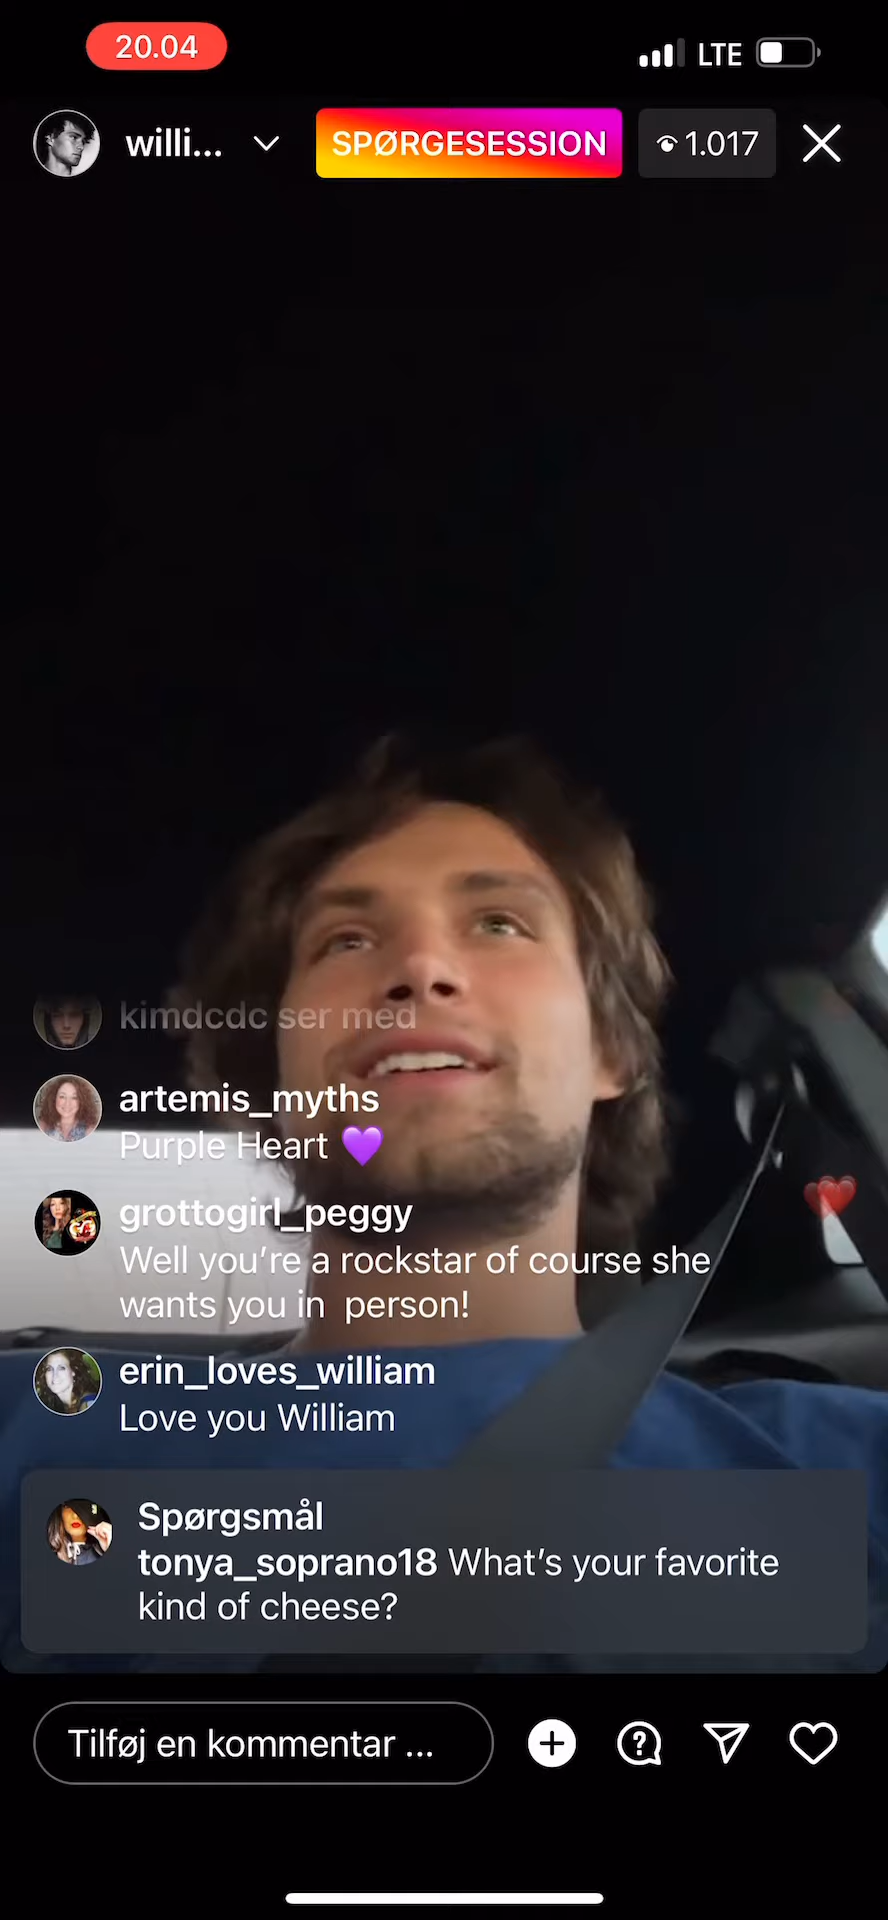 20.04
LTE
willi...
SPØRGESESSION
1.017
kimdcdc ser med
artemis_myths
Purple Heart 💜
grottogirl_peggy
Well you’re a rockstar of course she
wants you in  person!
erin_loves_william
Love you William
Spørgsmål
tonya_soprano18 What’s your favorite
kind of cheese?
Tilføj en kommentar ...